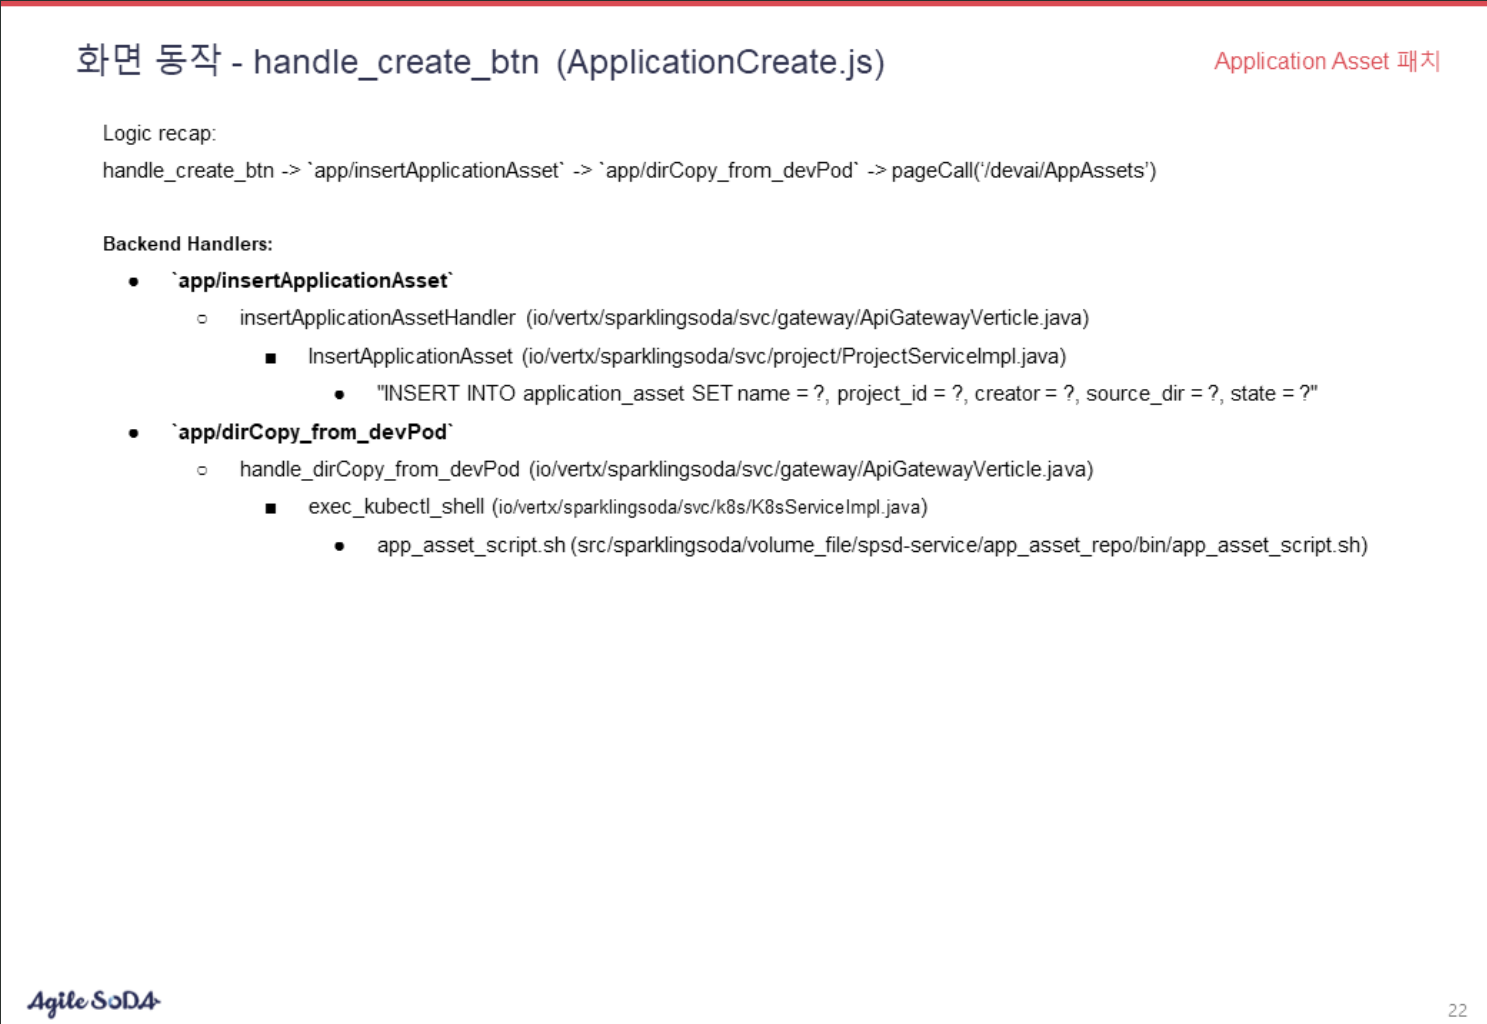 화면 동작 - handle_create_btn (ApplicationCreate.js)
Application Asset 패치
Logic recap:
handle_create_btn -> `app/insertApplicationAsset` -> `app/dirCopy_from_devPod` -> pageCall(‘/devai/AppAssets’)
Backend Handlers:
● `app/insertApplicationAsset`
○ insertApplicationAssetHandler (io/vertx/sparklingsoda/svc/gateway/ApiGatewayVerticle.java)
■ InsertApplicationAsset (io/vertx/sparklingsoda/svc/project/ProjectServiceImpl.java)
● "INSERT INTO application_asset SET name = ?, project_id = ?, creator = ?, source_dir = ?, state = ?"
● `app/dirCopy_from_devPod`
○ handle_dirCopy_from_devPod (io/vertx/sparklingsoda/svc/gateway/ApiGatewayVerticle.java)
■ exec_kubectl_shell (io/vertx/sparklingsoda/svc/k8s/K8sServiceImpl.java)
● app_asset_script.sh (src/sparklingsoda/volume_file/spsd-service/app_asset_repo/bin/app_asset_script.sh)
Agile SoDA
22